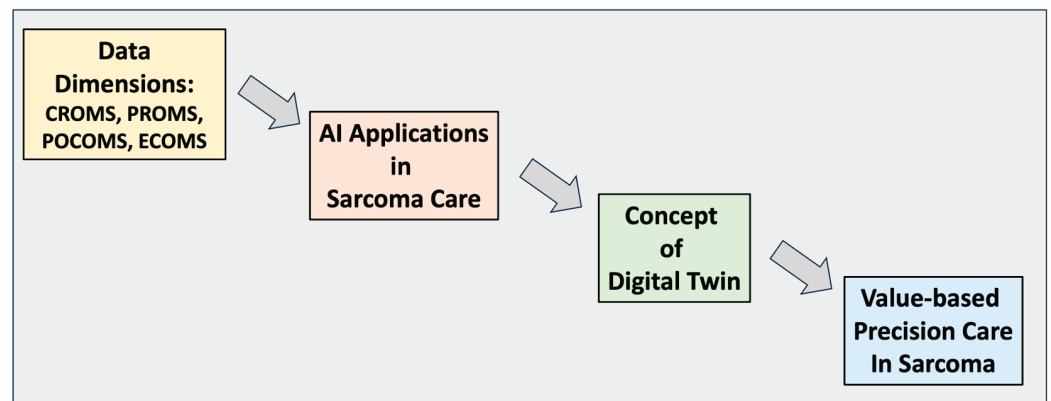 Data
Dimensions:
CROMS, PROMS,
POCOMS, ECOMS
AI Applications
in
Sarcoma Care
Concept
of
Digital Twin
Value-based
Precision Care
In Sarcoma